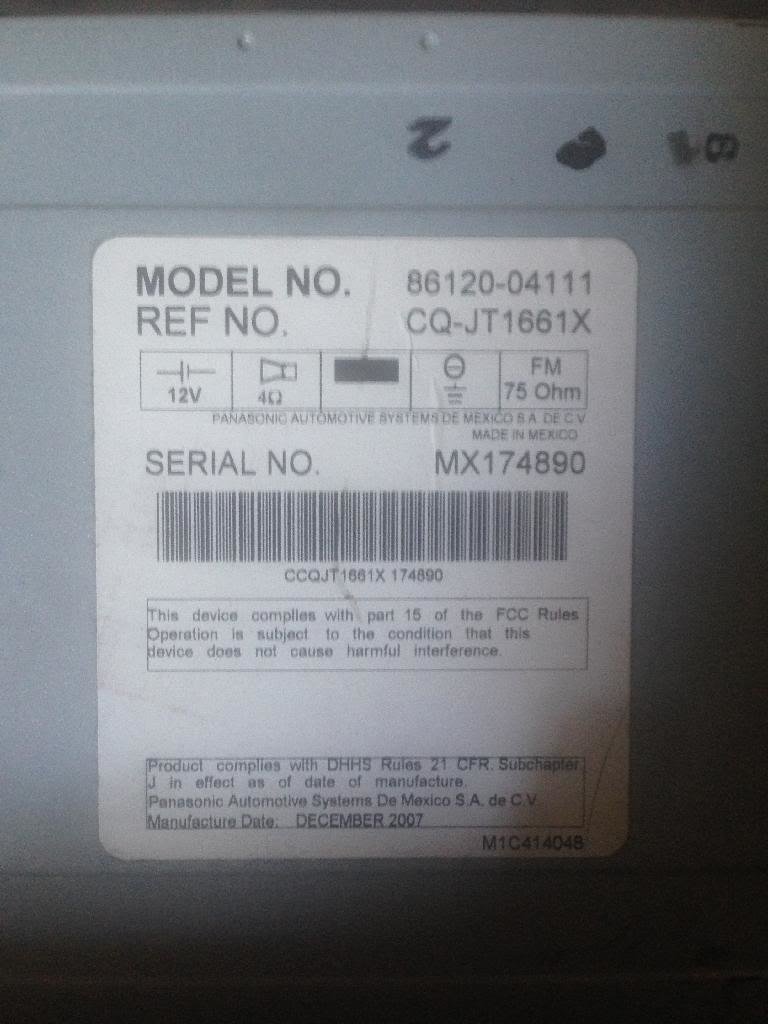 2
8
MODEL NO. 86120-04111
REF NO. CQ-JT1661X
12V 4Ω FM 75 Ohm
PANASONIC AUTOMOTIVE SYSTEMS DE MEXICO S.A. DE C.V.
MADE IN MEXICO
SERIAL NO. MX174890
CCQJT1661X 174890
This device complies with part 15 of the FCC Rules
Operation is subject to the condition that this
device does not cause harmful interference.
Product complies with DHHS Rules 21 CFR. Subchapter
J in effect as of date of manufacture.
Panasonic Automotive Systems De Mexico S.A. de C.V.
Manufacture Date: DECEMBER 2007
M1C414048